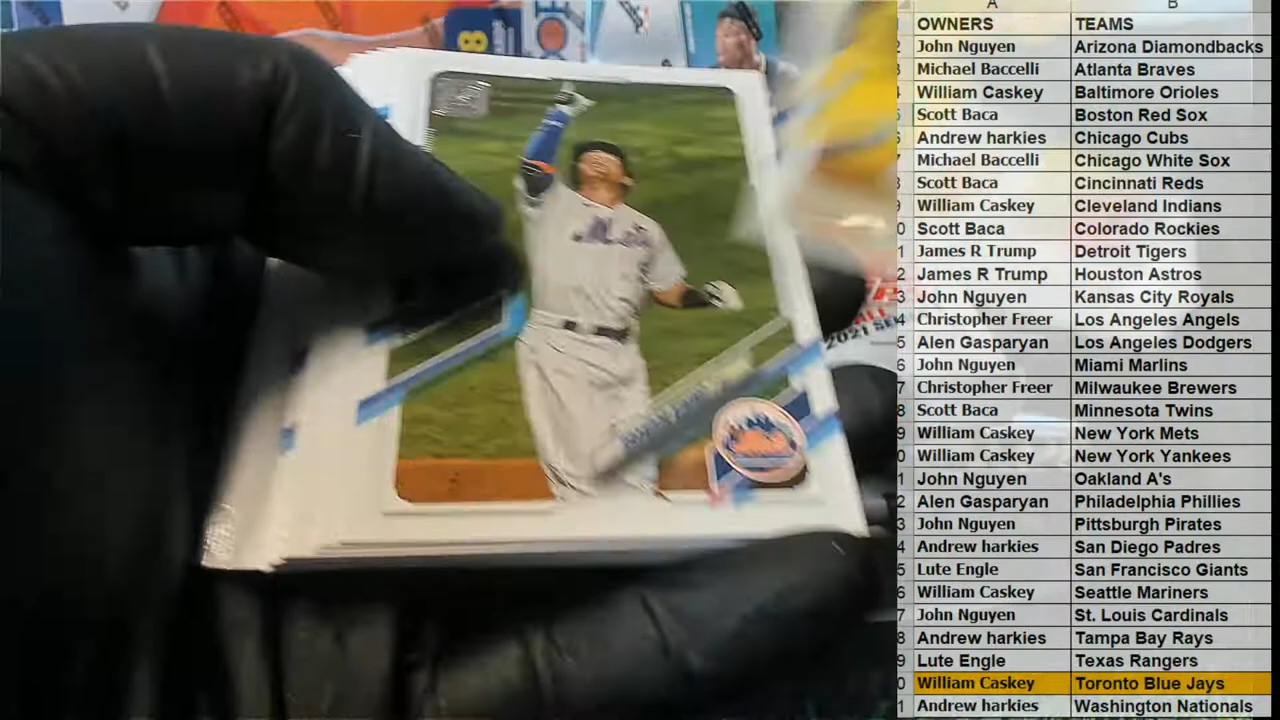 A B
OWNERS TEAMS
John Nguyen Arizona Diamondbacks
Michael Baccelli Atlanta Braves
William Caskey Baltimore Orioles
Scott Baca Boston Red Sox
Andrew harkies Chicago Cubs
Michael Baccelli Chicago White Sox
Scott Baca Cincinnati Reds
William Caskey Cleveland Indians
Scott Baca Colorado Rockies
James R Trump Detroit Tigers
James R Trump Houston Astros
John Nguyen Kansas City Royals
Christopher Freer Los Angeles Angels
Alen Gasparyan Los Angeles Dodgers
John Nguyen Miami Marlins
Christopher Freer Milwaukee Brewers
Scott Baca Minnesota Twins
William Caskey New York Mets
William Caskey New York Yankees
John Nguyen Oakland A's
Alen Gasparyan Philadelphia Phillies
John Nguyen Pittsburgh Pirates
Andrew harkies San Diego Padres
Lute Engle San Francisco Giants
William Caskey Seattle Mariners
John Nguyen St. Louis Cardinals
Andrew harkies Tampa Bay Rays
Lute Engle Texas Rangers
William Caskey Toronto Blue Jays
Andrew harkies Washington Nationals
8
Mets
2021